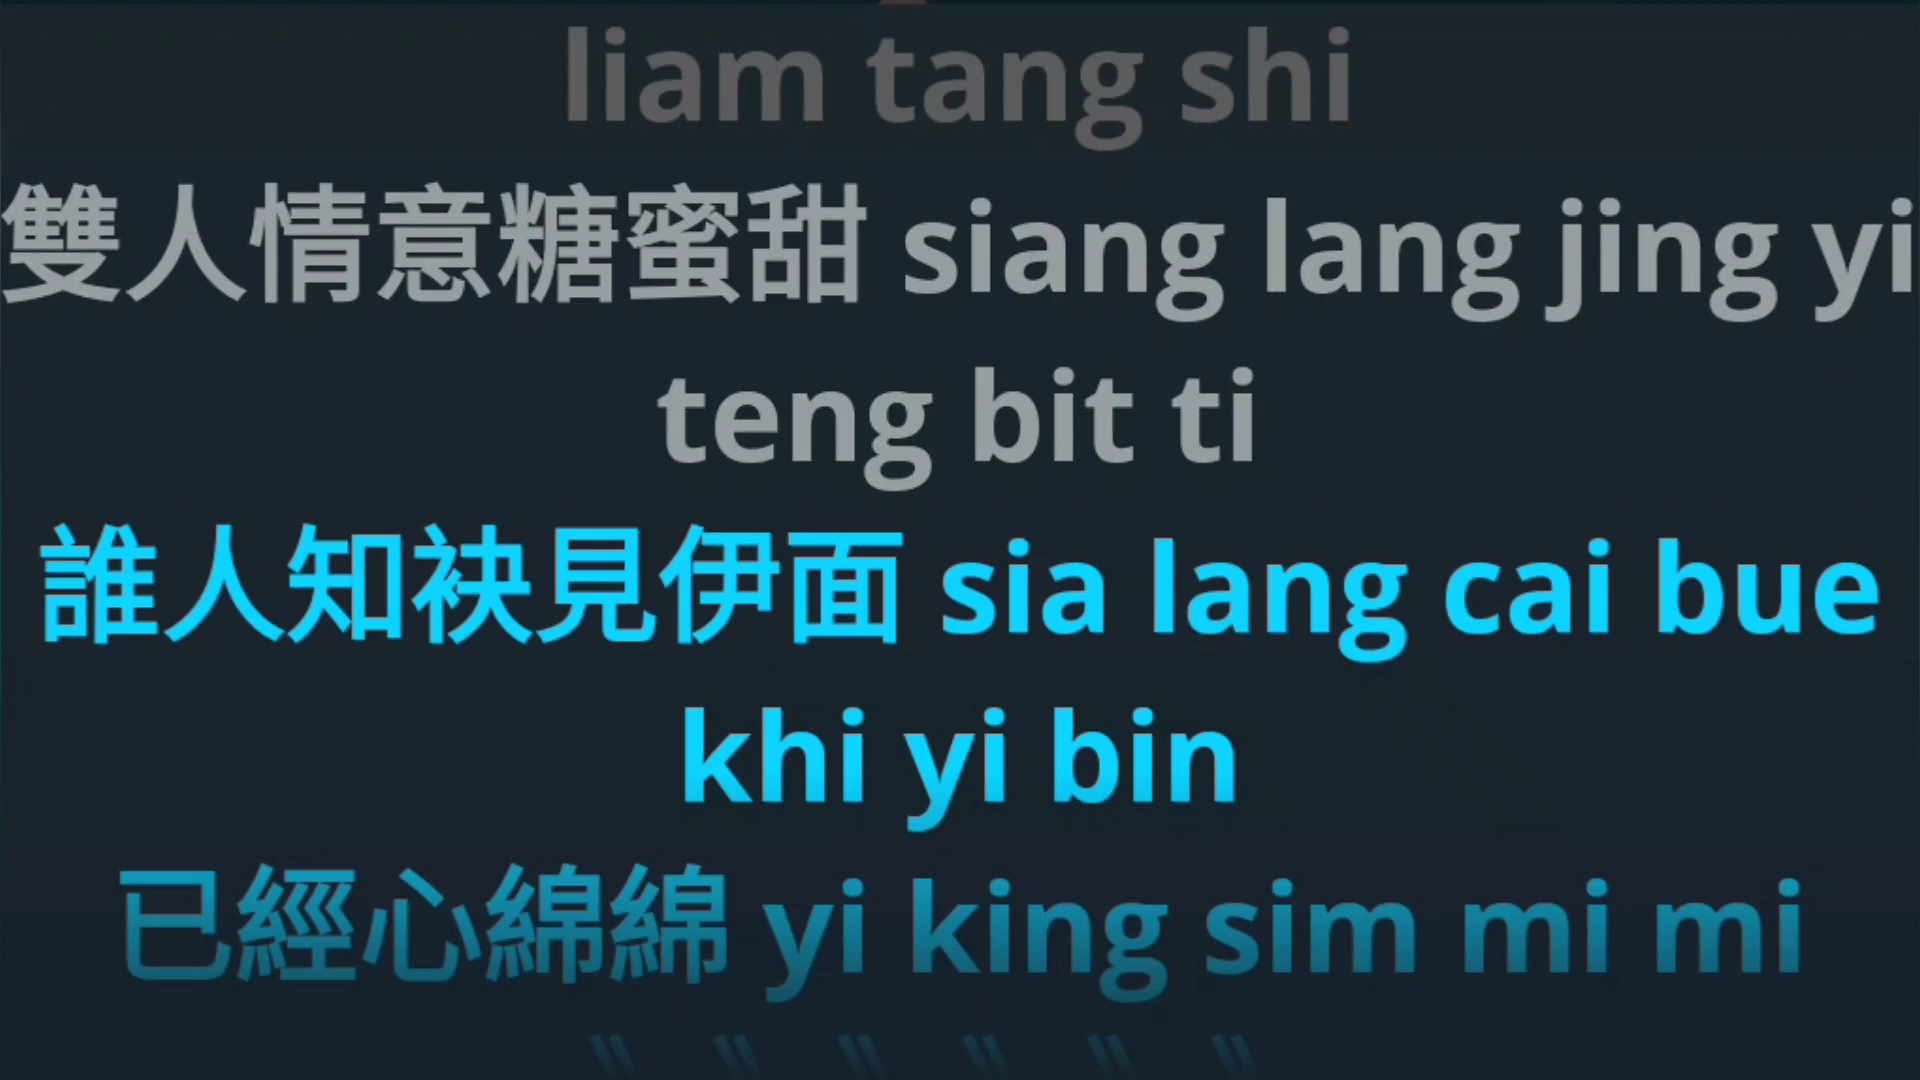 liam tang shi
雙人情意糖蜜甜 siang lang jing yi
teng bit ti
誰人知袂見伊面 sia lang cai bue
khi yi bin
已經心綿綿 yi king sim mi mi